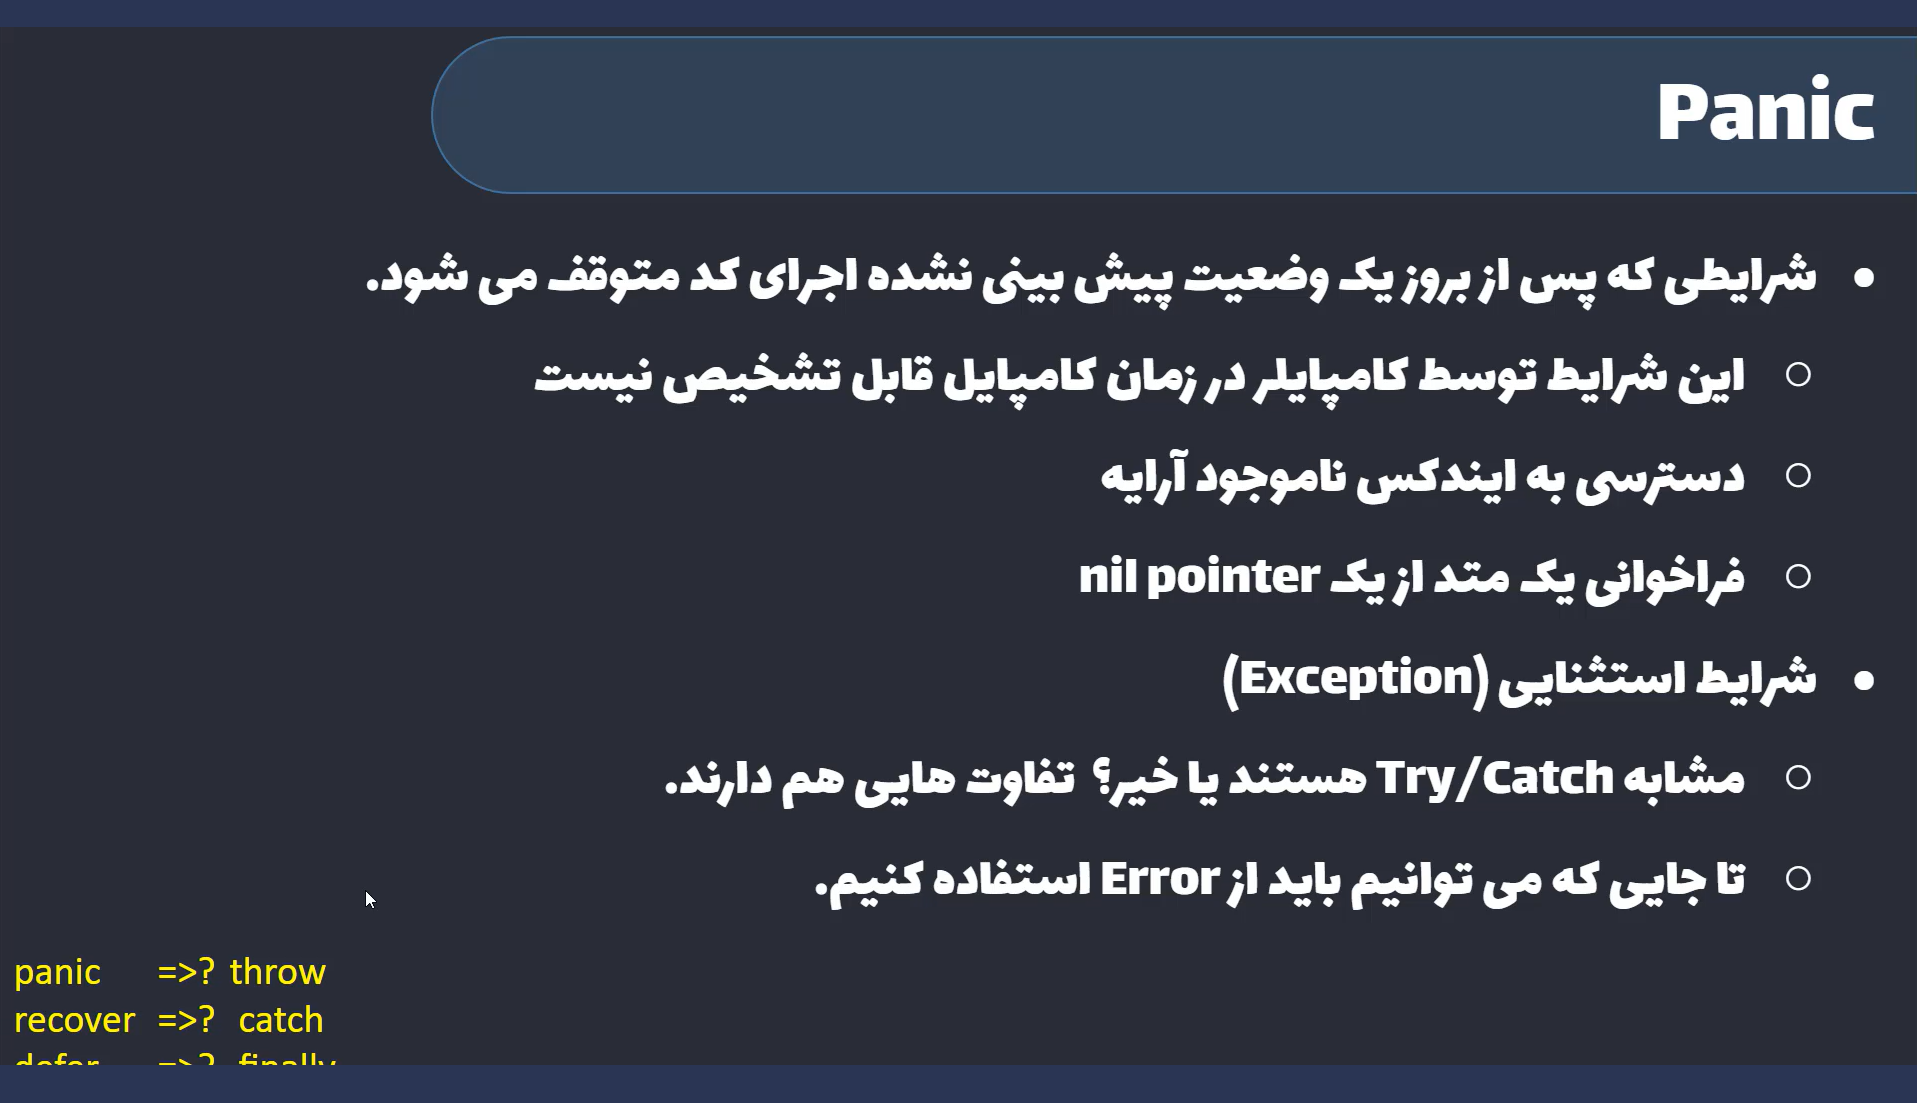 Panic
• شرایطی که پس از بروز یک وضعیت پیش بینی نشده اجرای کد متوقف می شود.
○ این شرایط توسط کامپایلر در زمان کامپایل قابل تشخیص نیست
○ دسترسی به ایندکس ناموجود آرایه
○ فراخوانی یک متد از یک nil pointer
• شرایط استثنایی (Exception)
○ مشابه Try/Catch هستند یا خیر؟ تفاوت هایی هم دارند.
○ تا جایی که می توانیم باید از Error استفاده کنیم.
panic =>? throw
recover =>? catch
defer =>? finally